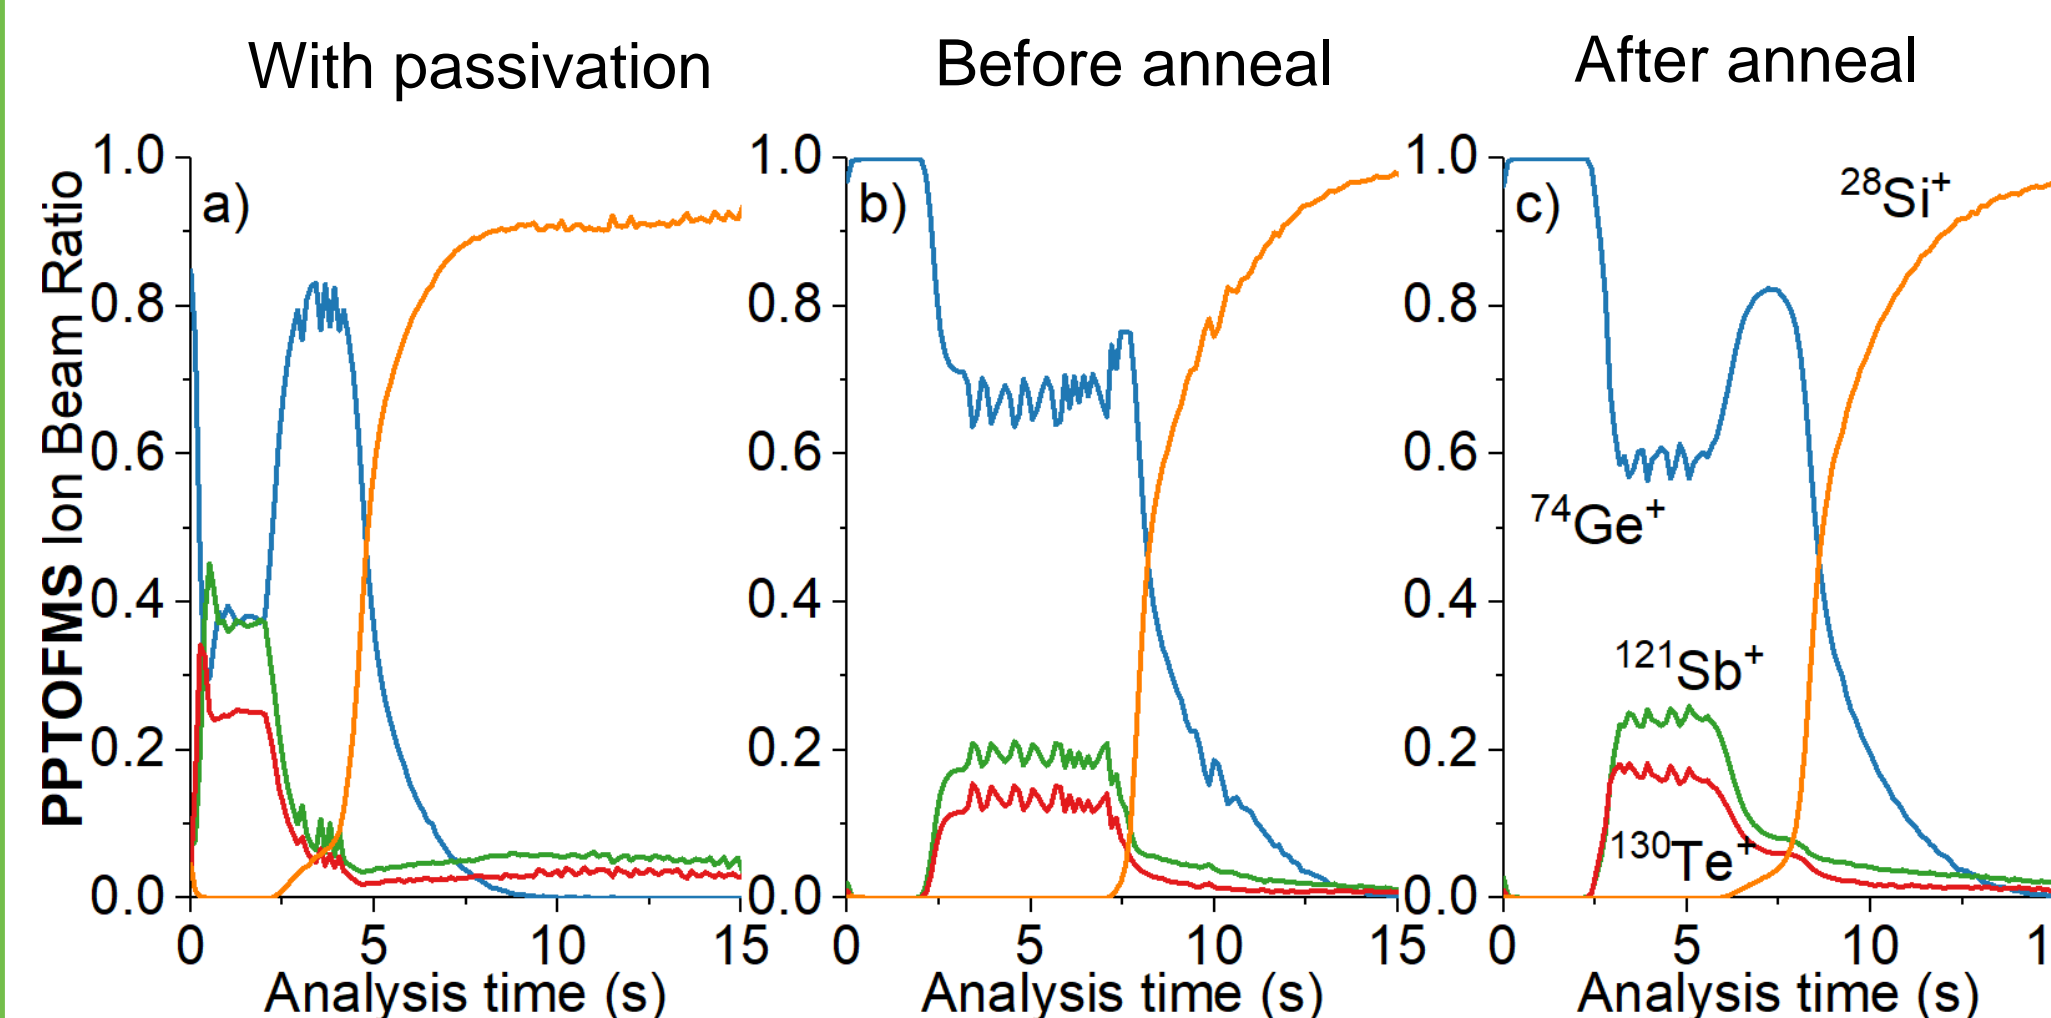 With passivation
Before anneal
After anneal
PPTOFMS Ion Beam Ratio
1.0
0.8
0.6
0.4
0.2
0.0
a)
0 5 10 15
Analysis time (s)
1.0
0.8
0.6
0.4
0.2
0.0
b)
0 5 10 15
Analysis time (s)
1.0
0.8
0.6
0.4
0.2
0.0
c)
²⁸Si⁺
⁷⁴Ge⁺
¹²¹Sb⁺
¹³⁰Te⁺
0 5 10 1
Analysis time (s)